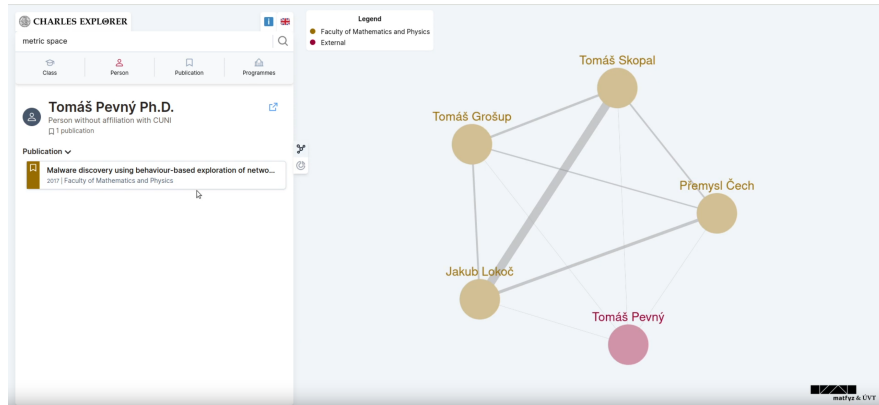 CHARLES EXPLORER
i
metric space
Class
Person
Publication
Programmes
Tomáš Pevný Ph.D.
Person without affiliation with CUNI
1 publication
Publication
Malware discovery using behaviour-based exploration of netwo...
2017 | Faculty of Mathematics and Physics
Legend
Faculty of Mathematics and Physics
External
Tomáš Skopal
Tomáš Grošup
Přemysl Čech
Jakub Lokoč
Tomáš Pevný
matfyz & ÚVT